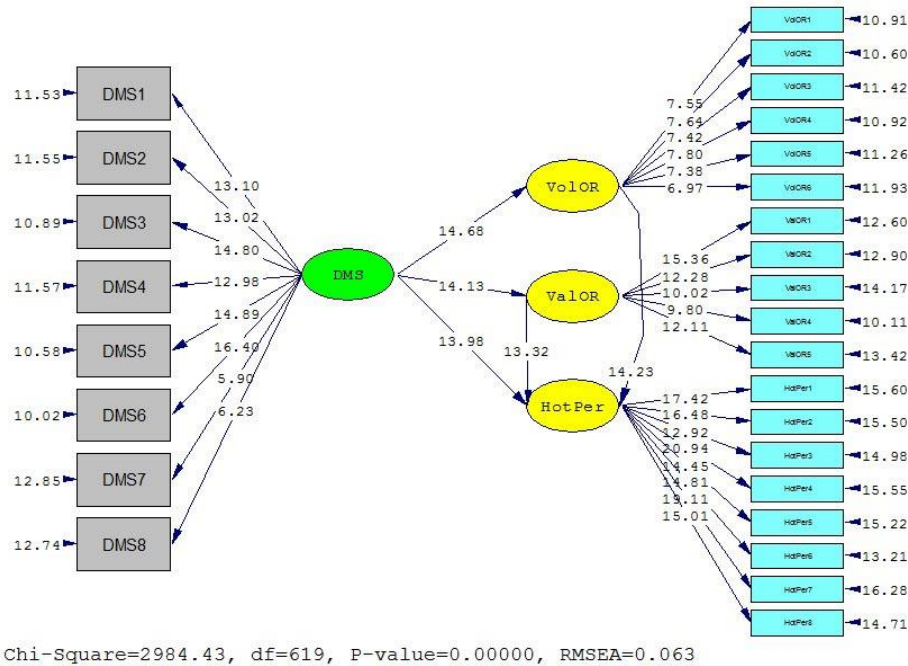 11.53 DMS1
11.55 DMS2
10.89 DMS3
11.57 DMS4
10.58 DMS5
10.02 DMS6
12.85 DMS7
12.74 DMS8
13.10
13.02
14.80
12.98
14.89
16.40
5.90
6.23
DMS
14.68
14.13
13.98
VolOR
ValOR
HotPer
13.32
14.23
7.55
7.64
7.42
7.80
7.38
6.97
15.36
12.28
10.02
9.80
12.11
17.42
16.48
12.92
20.94
14.45
14.81
19.11
15.01
VolOR1 10.91
VolOR2 10.60
VolOR3 11.42
VolOR4 10.92
VolOR5 11.26
VolOR6 11.93
ValOR1 12.60
ValOR2 12.90
ValOR3 14.17
ValOR4 10.11
ValOR5 13.42
HotPer1 15.60
HotPer2 15.50
HotPer3 14.98
HotPer4 15.55
HotPer5 15.22
HotPer6 13.21
HotPer7 16.28
HotPer8 14.71
Chi-Square=2984.43, df=619, P-value=0.00000, RMSEA=0.063